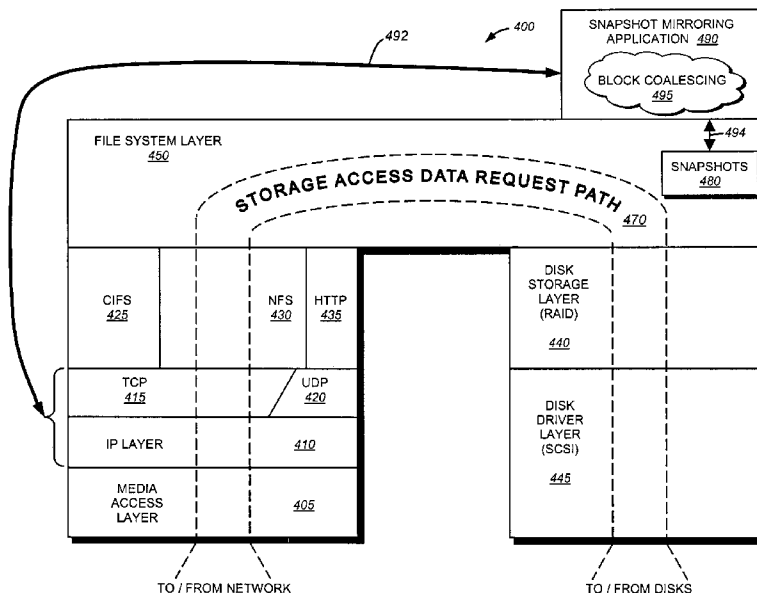 492
400
SNAPSHOT MIRRORING
APPLICATION 490
BLOCK COALESCING
495
494
FILE SYSTEM LAYER
450
SNAPSHOTS
480
STORAGE ACCESS DATA REQUEST PATH
470
CIFS
425
NFS
430
HTTP
435
DISK
STORAGE
LAYER
(RAID)
440
TCP
415
UDP
420
IP LAYER
410
DISK
DRIVER
LAYER
(SCSI)
445
MEDIA
ACCESS
LAYER
405
TO / FROM NETWORK
TO / FROM DISKS